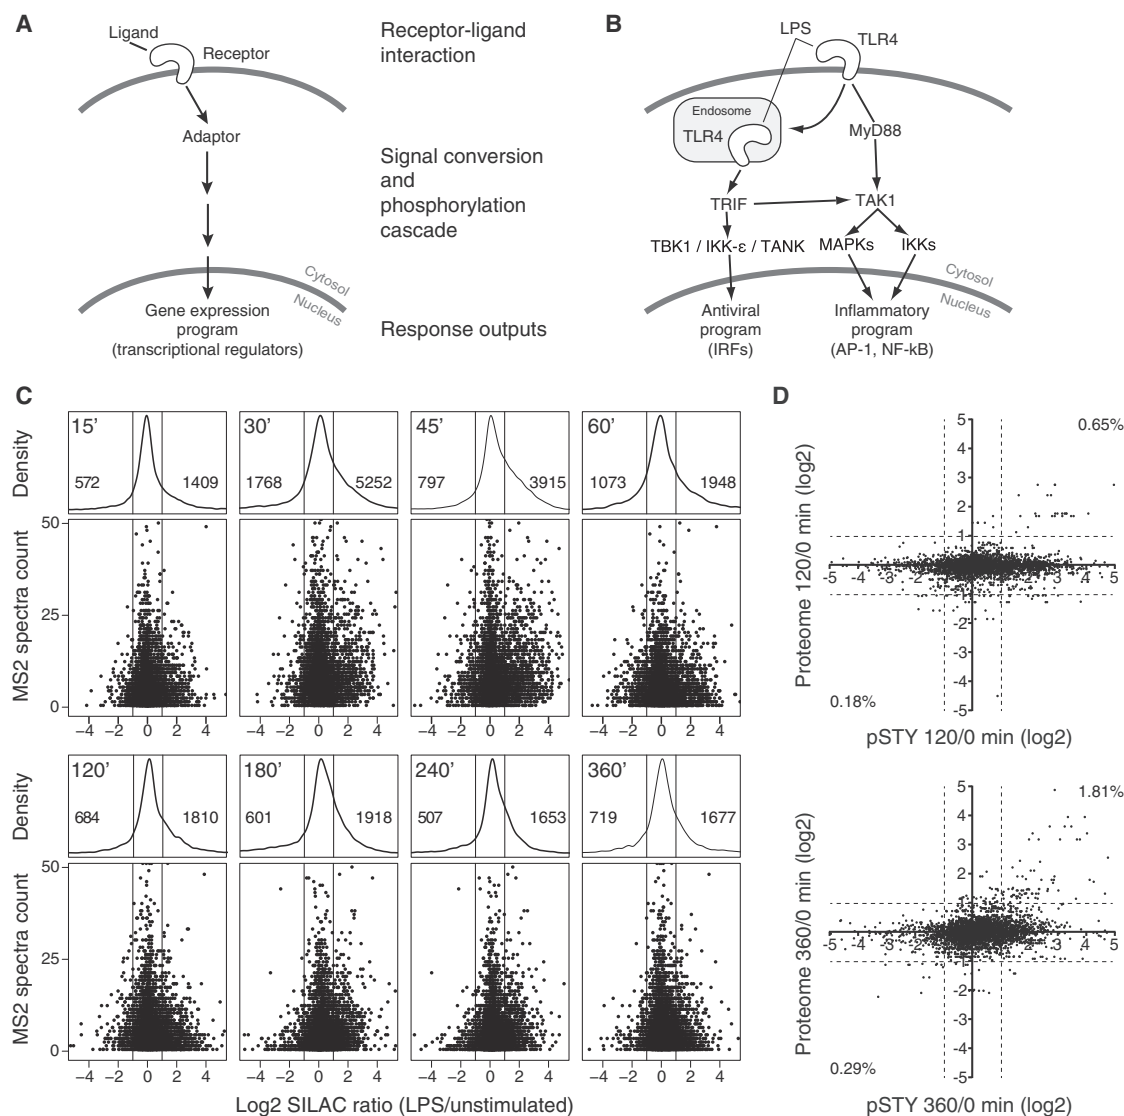 A
Ligand
Receptor
Adaptor
Cytosol
Nucleus
Gene expression
program
(transcriptional regulators)
Receptor-ligand
interaction
Signal conversion
and
phosphorylation
cascade
Response outputs
B
LPS
TLR4
Endosome
TLR4
MyD88
TRIF
TAK1
TBK1 / IKK-ε / TANK
MAPKs
IKKs
Cytosol
Nucleus
Antiviral
program
(IRFs)
Inflammatory
program
(AP-1, NF-kB)
C
Density
15’
572
1409
30’
1768
5252
45’
797
3915
60’
1073
1948
MS2 spectra count
50
25
0
−4 −2 0 2 4
−4 −2 0 2 4
−4 −2 0 2 4
−4 −2 0 2 4
Density
120’
684
1810
180’
601
1918
240’
507
1653
360’
719
1677
MS2 spectra count
50
25
0
−4 −2 0 2 4
−4 −2 0 2 4
−4 −2 0 2 4
−4 −2 0 2 4
Log2 SILAC ratio (LPS/unstimulated)
D
Proteome 120/0 min (log2)
0.65%
5
4
3
2
1
-5 -4 -3 -2 1 2 3 4 5
-2
-3
-4
-5
0.18%
pSTY 120/0 min (log2)
Proteome 360/0 min (log2)
1.81%
5
4
3
2
1
-5 -4 -3 -2 2 3 4 5
-2
-3
-4
-5
0.29%
pSTY 360/0 min (log2)